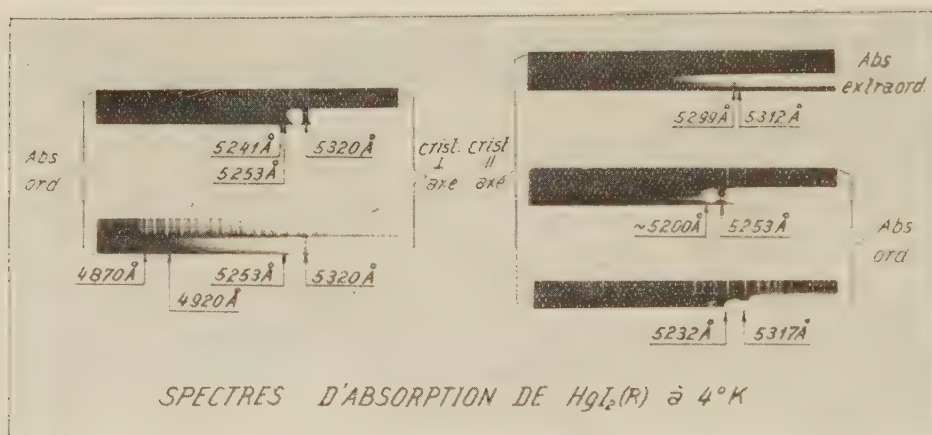 Abs
ord
5241Å 5320Å
5253Å
4870Å 5253Å 5320Å
4920Å
crist.
⊥
axe
crist
||
axe
Abs
extraord.
5299Å 5312Å
~5200Å 5253Å
Abs
ord
5232Å 5317Å
SPECTRES D'ABSORPTION DE HgI₂(R) à 4°K